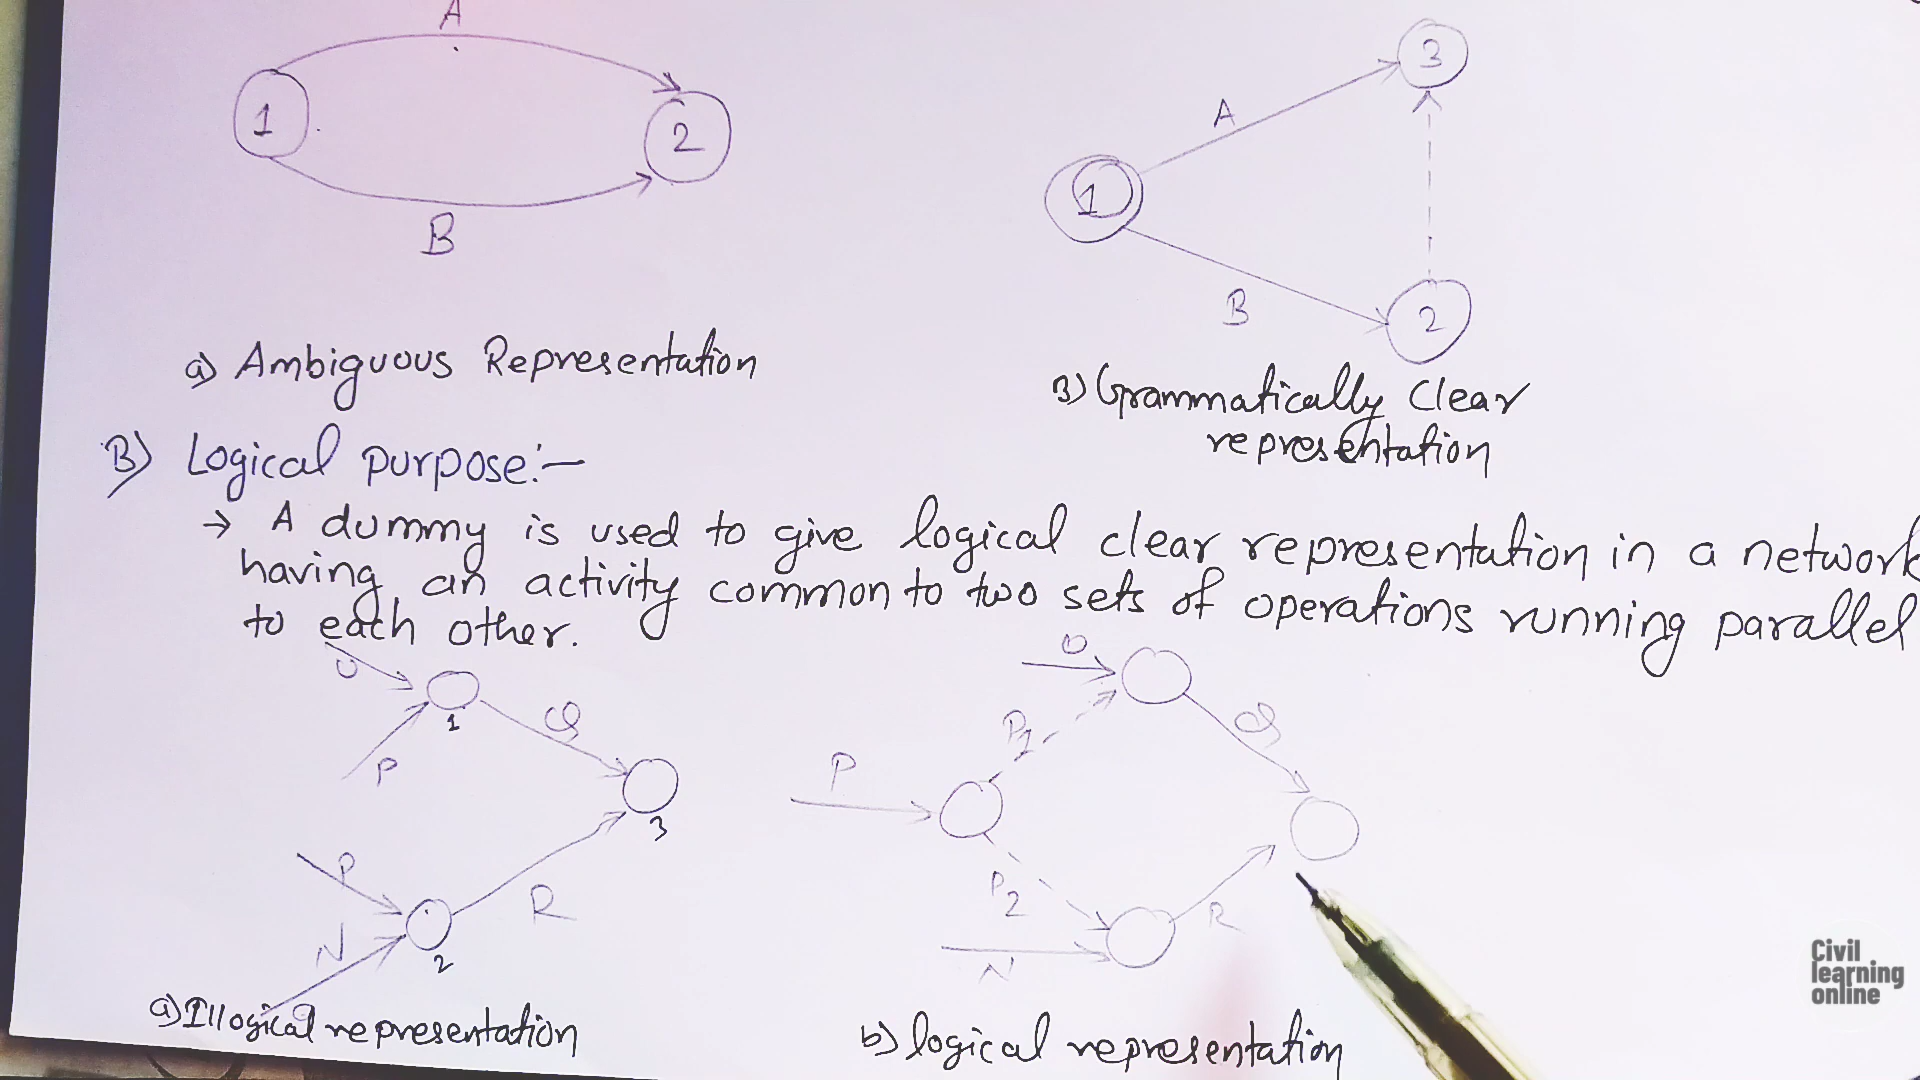 A
1
2
B
3
A
1
B
2
a) Ambiguous Representation
B) Grammatically Clear
representation
B) Logical purpose:-
→ A dummy is used to give logical clear representation in a network
having an activity common to two sets of operations running parallel
to each other.
O
P
1
Q
3
P
N
2
R
a) Illogical representation
O
P1
P
Q
P2
N
R
b) logical representation
Civil
learning
online